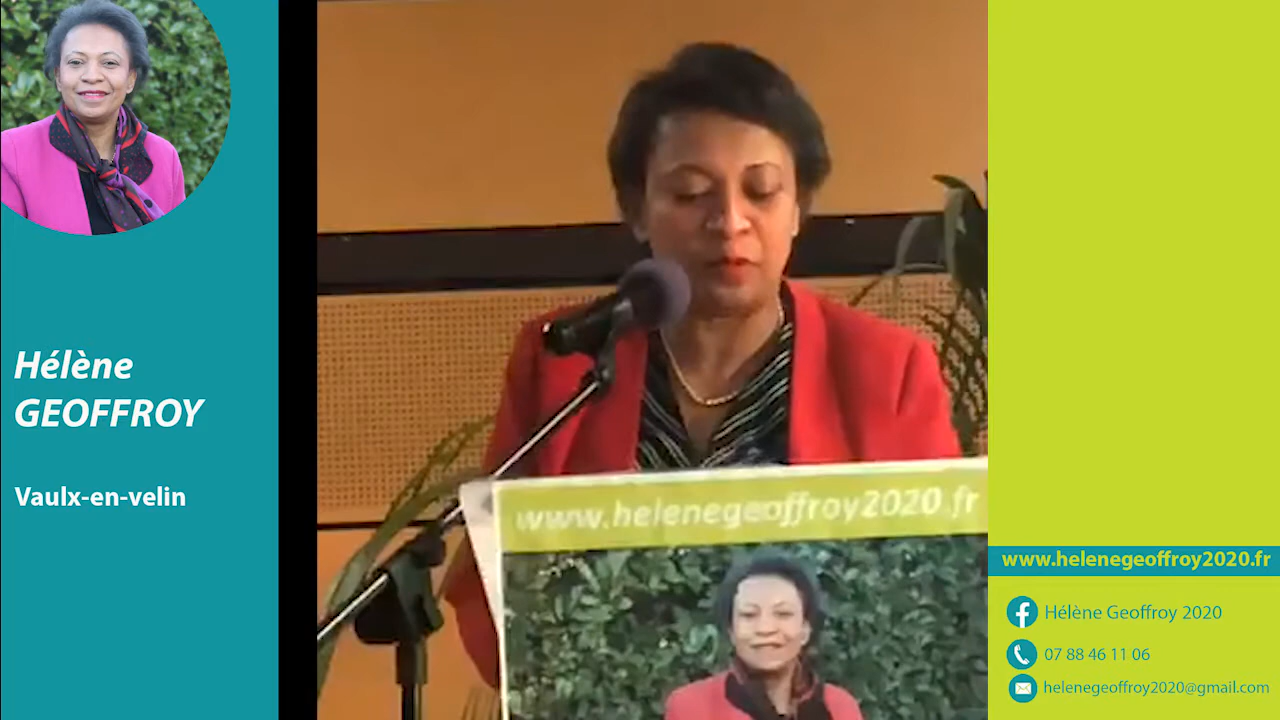 Hélène
GEOFFROY
Vaulx-en-velin
www.helenegeoffroy2020.fr
www.helenegeoffroy2020.fr
Hélène Geoffroy 2020
07 88 46 11 06
helenegeoffroy2020@gmail.com